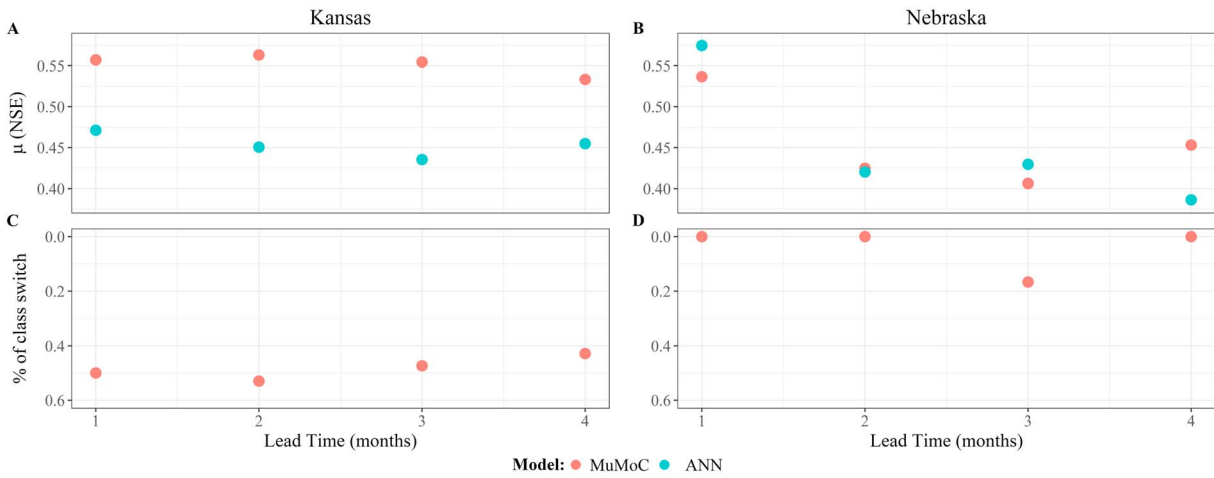 Kansas
Nebraska
A
B
μ (NSE)
0.55
0.50
0.45
0.40
0.55
0.50
0.45
0.40
C
D
% of class switch
0.0
0.2
0.4
0.6
0.0
0.2
0.4
0.6
1 2 3 4
1 2 3 4
Lead Time (months)
Lead Time (months)
Model: MuMoC ANN